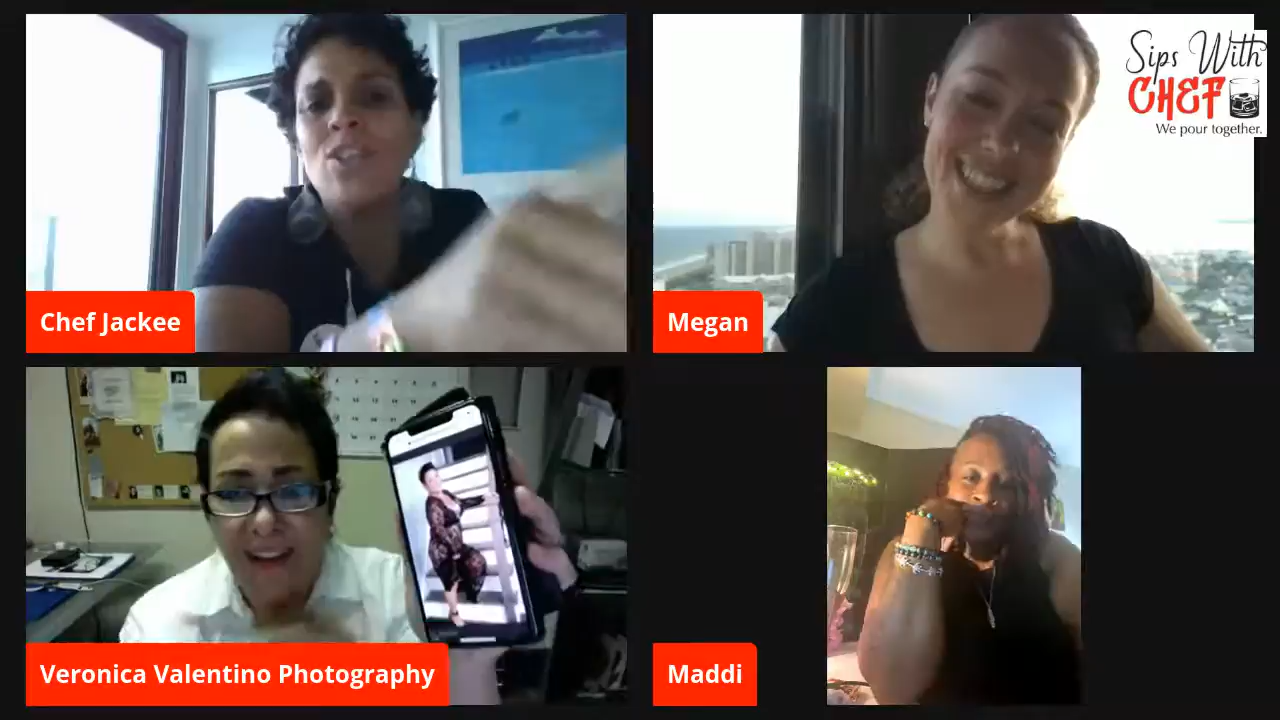 Sips With
CHEF
We pour together.
Chef Jackee
Megan
Veronica Valentino Photography
Maddi